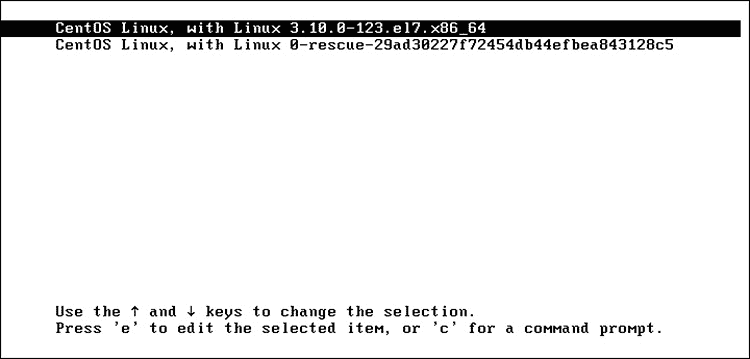 CentOS Linux, with Linux 3.10.0-123.el7.x86_64
CentOS Linux, with Linux 0-rescue-29ad30227f72454db44efbea843128c5
Use the ↑ and ↓ keys to change the selection.
Press 'e' to edit the selected item, or 'c' for a command prompt.